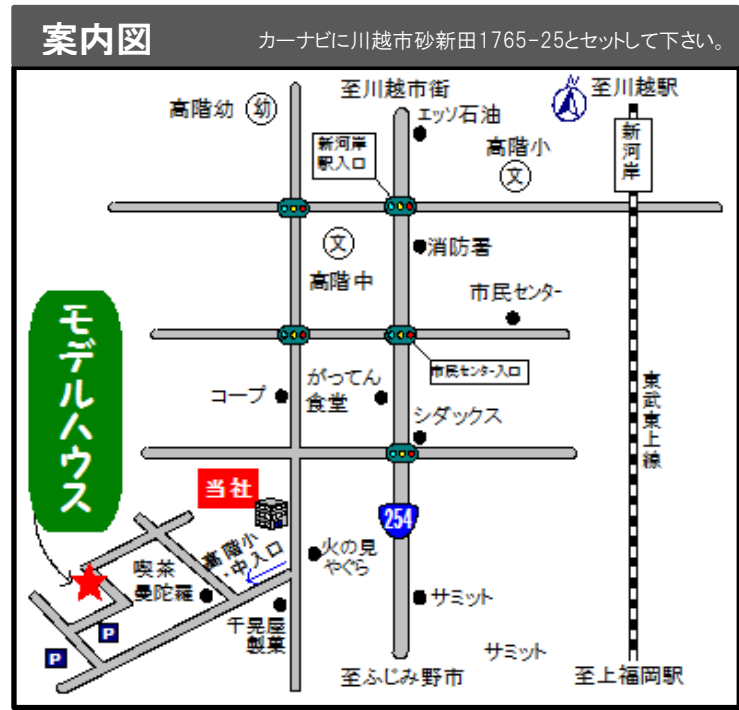 案内図
カーナビに川越市砂新田1765-25とセットして下さい。
至川越市街
至川越駅
高階幼
幼
エッソ石油
新河岸
駅入口
高階小
文
新河岸
文
高階中
消防署
市民センター
市民センター入口
モデルハウス
コープ
がってん
食堂
シダックス
東武東上線
当社
254
高階小
・中入口
火の見
やぐら
喫茶
曼陀羅
サミット
千晃屋
製菓
P
P
サミット
至ふじみ野市
至上福岡駅
N